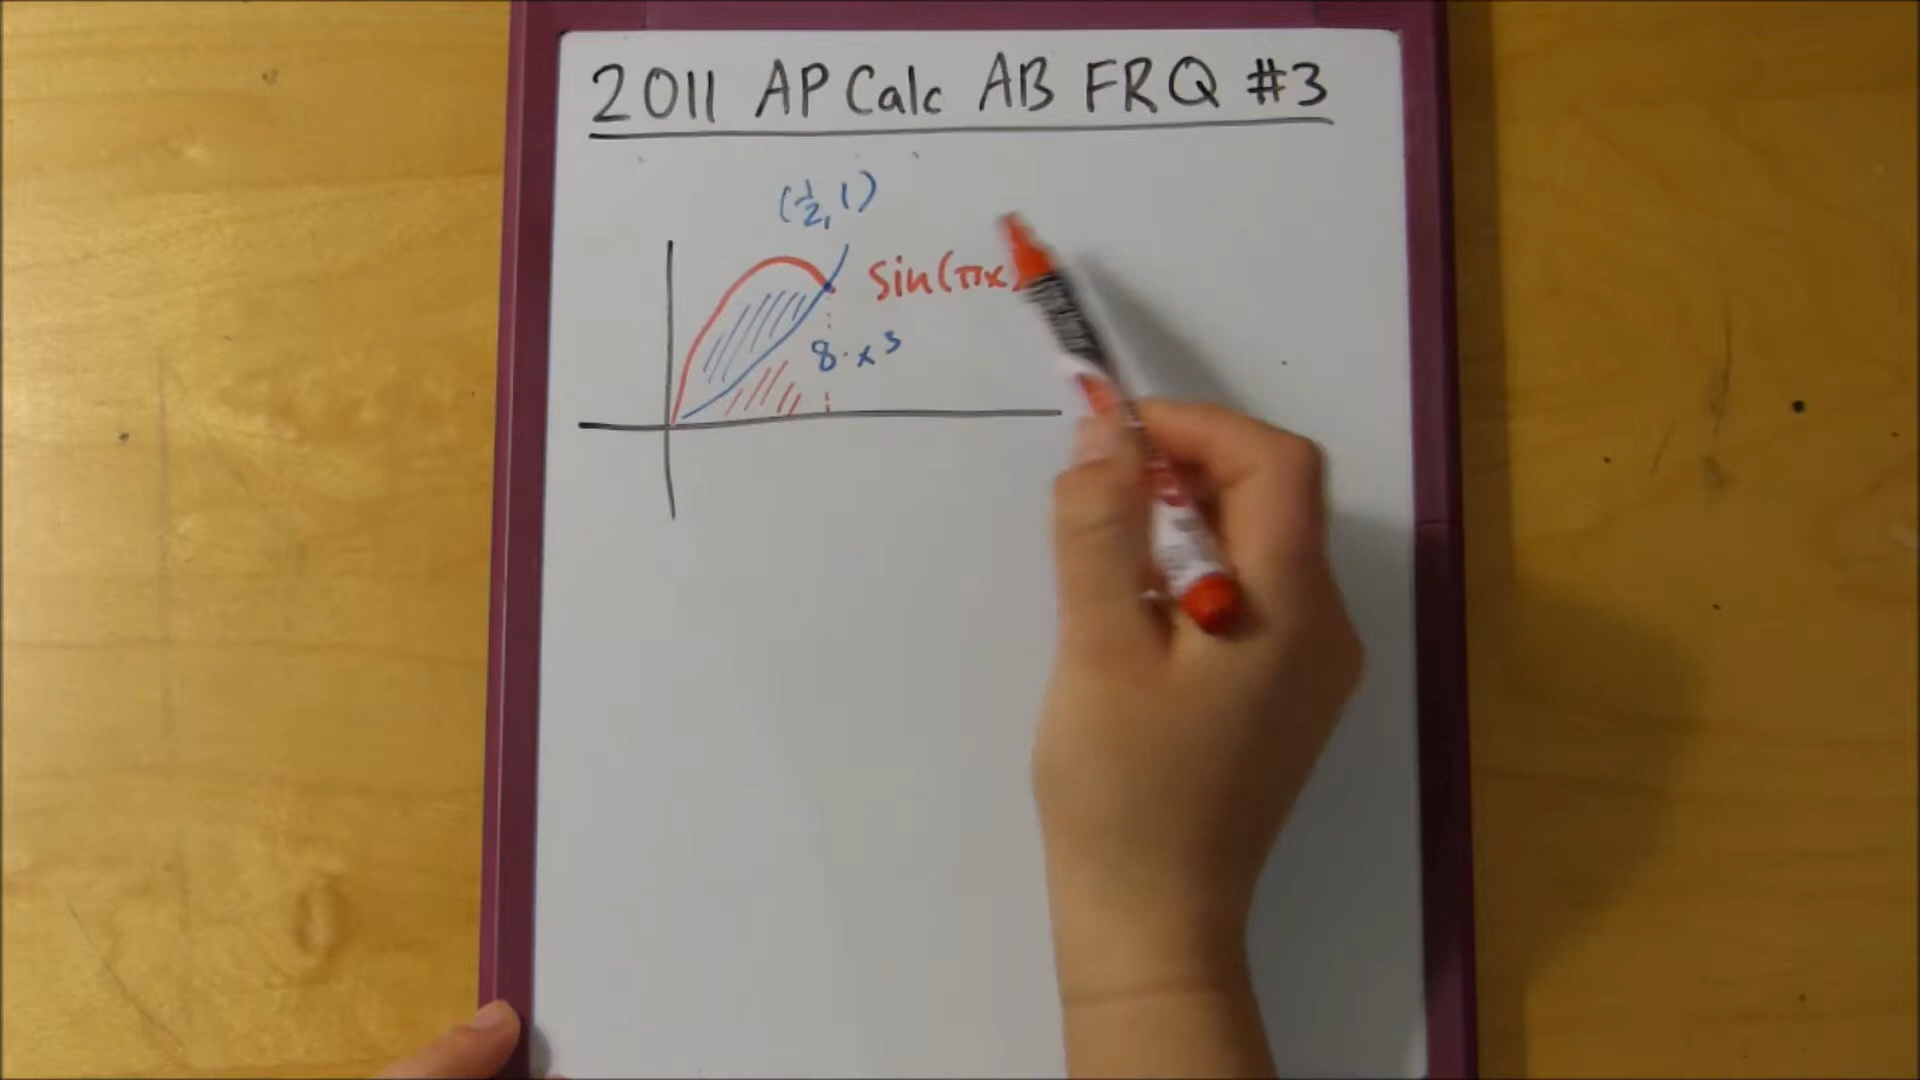 2011 AP Calc AB FRQ #3
(1/2, 1)
sin(πx)
8·x³